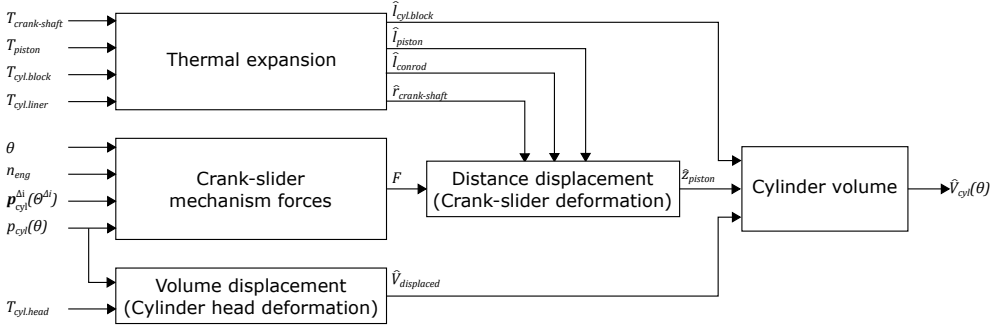 T_crank-shaft
T_piston
T_cyl.block
T_cyl.liner
Thermal expansion
l̂_cyl.block
l̂_piston
l̂_conrod
r̂_crank-shaft
θ
n_eng
p_cyl^Δi(Θ^Δi)
p_cyl(θ)
Crank-slider
mechanism forces
F
Distance displacement
(Crank-slider deformation)
ẑ_piston
Cylinder volume
V̂_cyl(θ)
T_cyl.head
Volume displacement
(Cylinder head deformation)
V̂_displaced